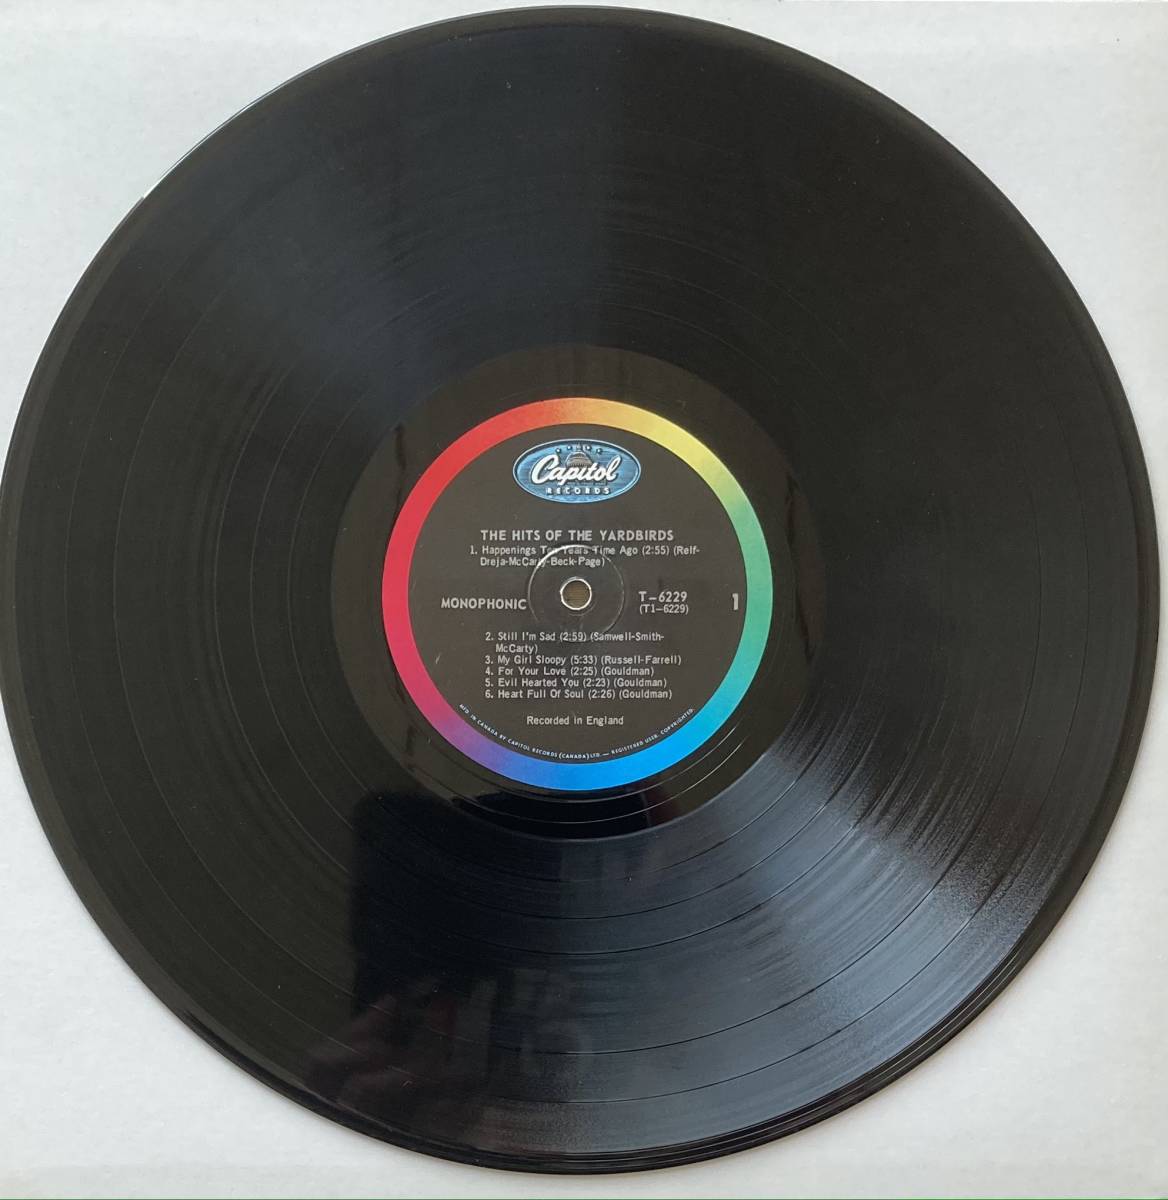 Capitol
RECORDS
THE HITS OF THE YARDBIRDS
1. Happenings Ten Years Time Ago (2:55) (Relf-
Dreja-McCarty-Beck-Page)
MONOPHONIC
T-6229
(T1-6229)
1
2. Still I'm Sad (2:59) (Samwell-Smith-
McCarty)
3. My Girl Sloopy (5:33) (Russell-Farrell)
4. For Your Love (2:25) (Gouldman)
5. Evil Hearted You (2:23) (Gouldman)
6. Heart Full Of Soul (2:26) (Gouldman)
Recorded in England
MFD. IN CANADA BY CAPITOL RECORDS (CANADA) LTD. — REGISTERED USER. COPYRIGHTED.